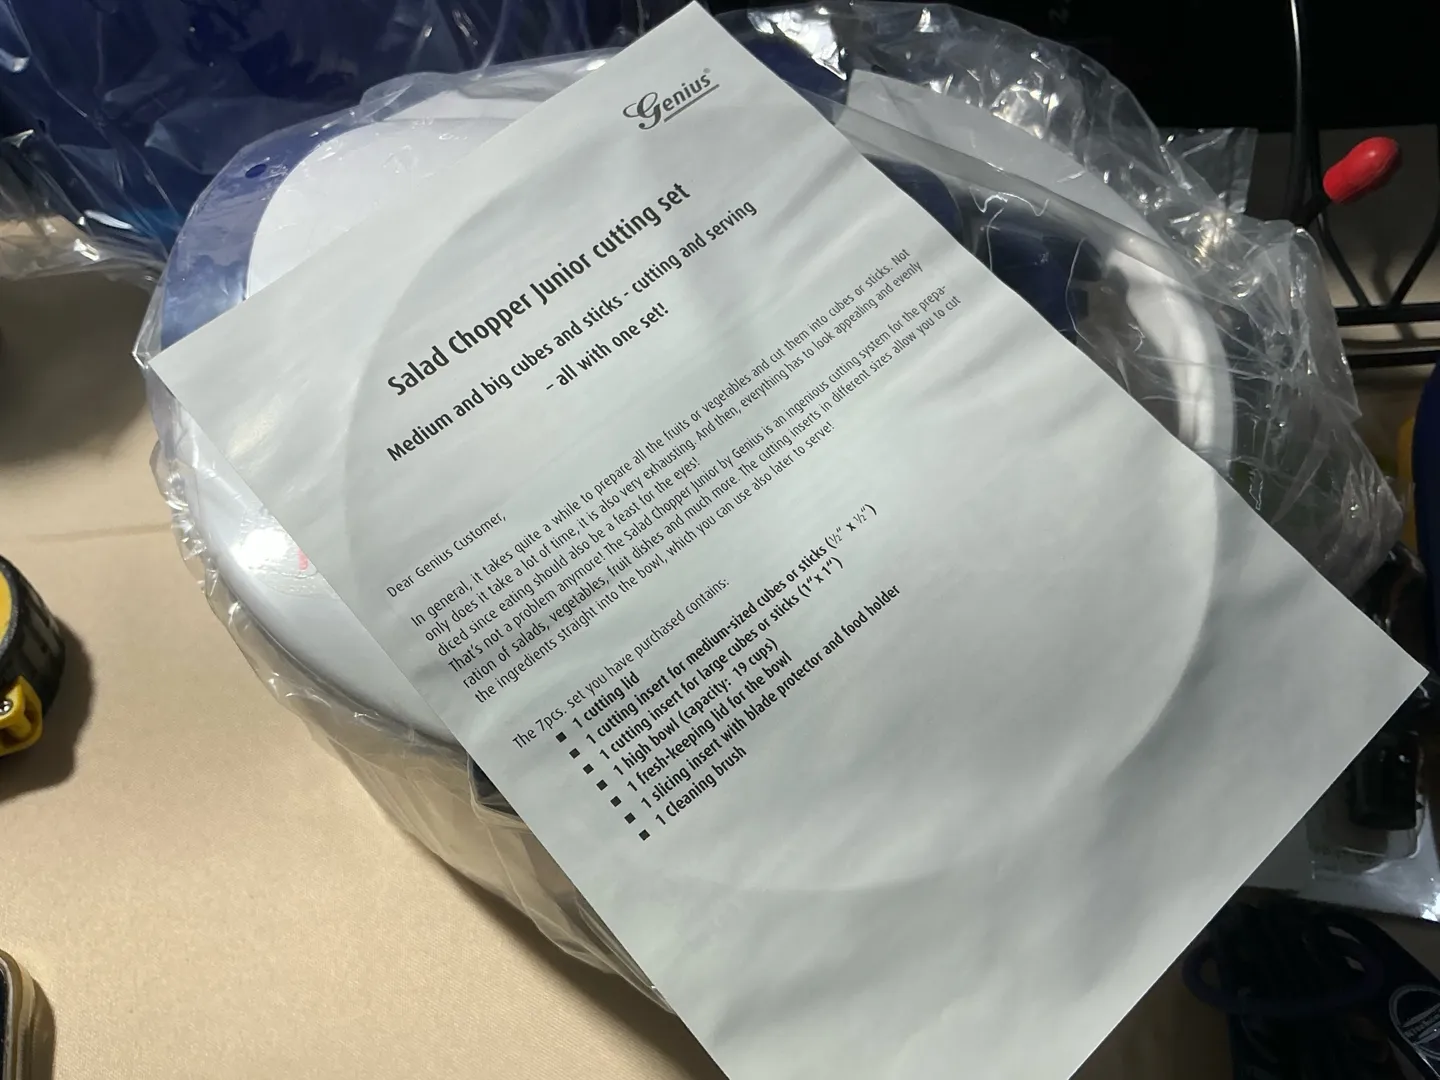 Genius®
Salad Chopper Junior cutting set
Medium and big cubes and sticks - cutting and serving
– all with one set!
Dear Genius Customer,
In general, it takes quite a while to prepare all the fruits or vegetables and cut them into cubes or sticks. Not
only does it take a lot of time, it is also very exhausting. And then, everything has to look appealing and evenly
diced since eating should also be a feast for the eyes!
That's not a problem anymore! The Salad Chopper Junior by Genius is an ingenious cutting system for the prepa-
ration of salads, vegetables, fruit dishes and much more. The cutting inserts in different sizes allow you to cut
the ingredients straight into the bowl, which you can use also later to serve!
The 7pcs. set you have purchased contains:
■ 1 cutting lid
■ 1 cutting insert for medium-sized cubes or sticks (½“ x ½“)
■ 1 cutting insert for large cubes or sticks (1“x 1“)
■ 1 high bowl (capacity: 19 cups)
■ 1 fresh-keeping lid for the bowl
■ 1 slicing insert with blade protector and food holder
■ 1 cleaning brush